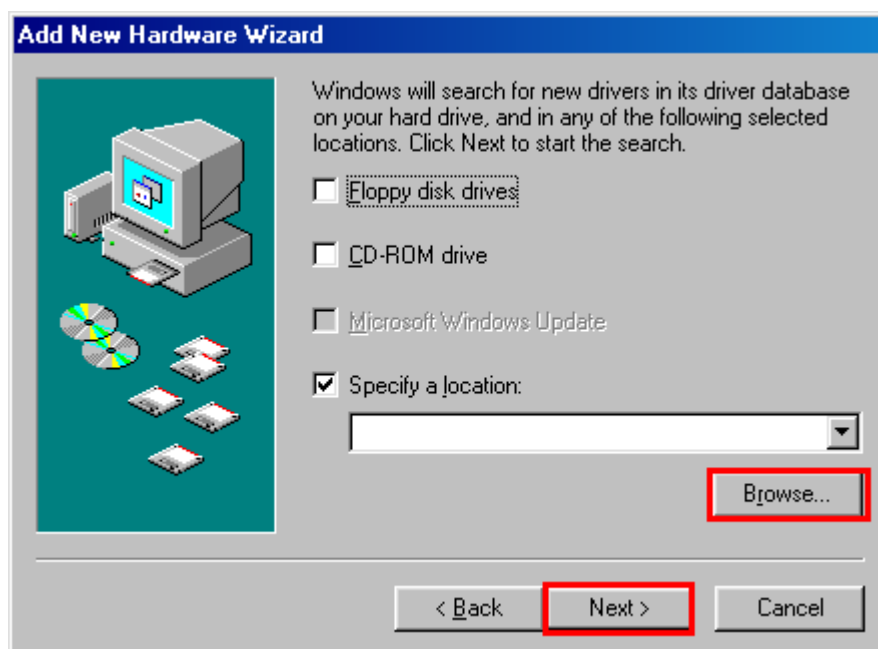 Add New Hardware Wizard
Windows will search for new drivers in its driver database
on your hard drive, and in any of the following selected
locations. Click Next to start the search.
Floppy disk drives
CD-ROM drive
Microsoft Windows Update
Specify a location:
Browse...
< Back
Next >
Cancel